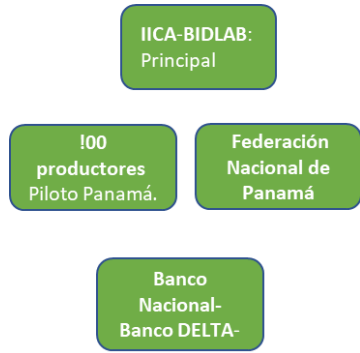 IICA-BIDLAB:
Principal
!00
productores
Piloto Panamá.
Federación
Nacional de
Panamá
Banco
Nacional-
Banco DELTA-